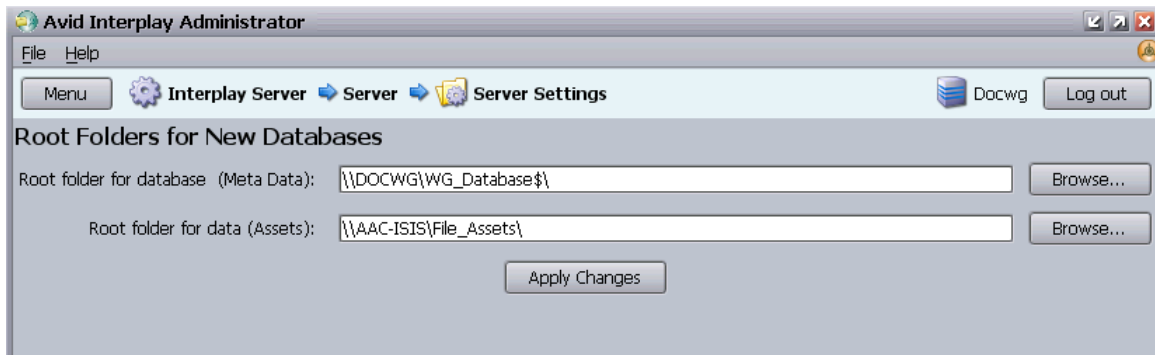 Avid Interplay Administrator
File Help
Menu Interplay Server Server Server Settings Docwg Log out
Root Folders for New Databases
Root folder for database (Meta Data): \\DOCWG\WG_Database$\ Browse...
Root folder for data (Assets): \\AAC-ISIS\File_Assets\ Browse...
Apply Changes